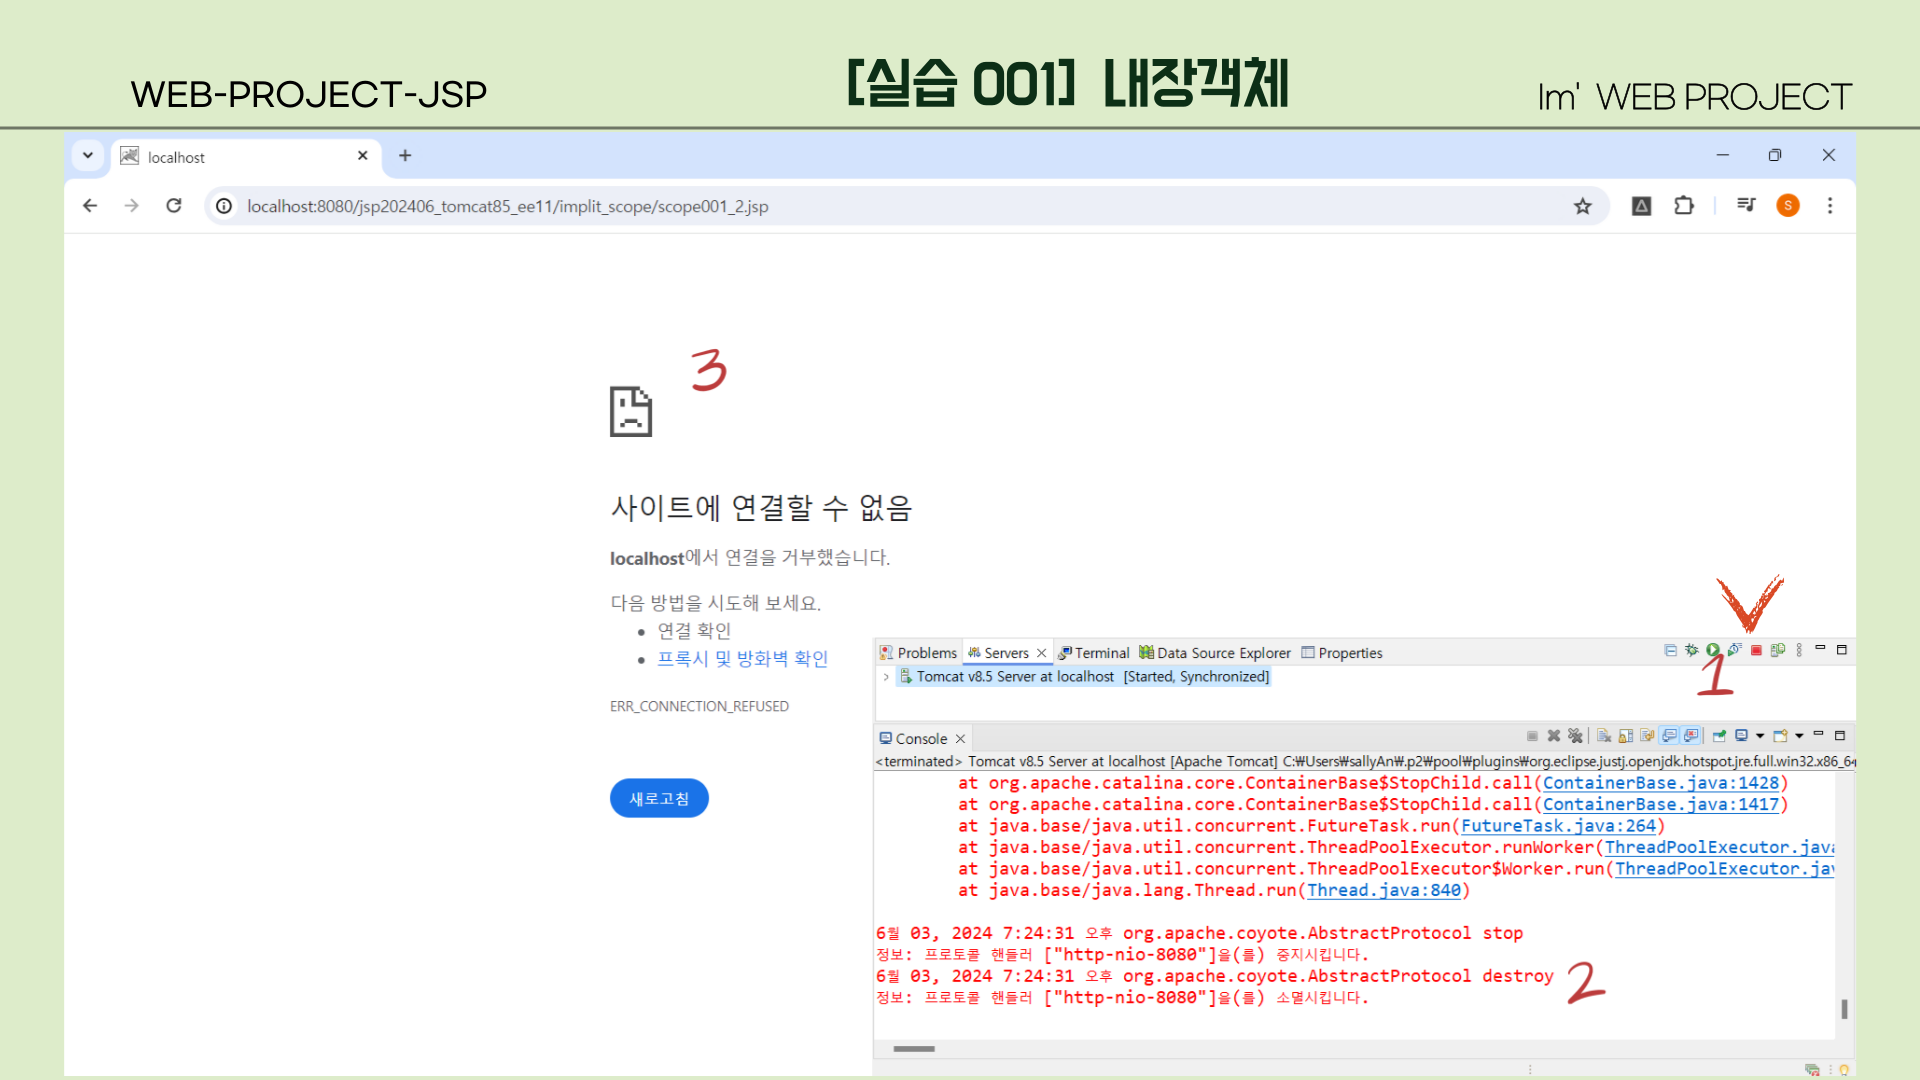 WEB-PROJECT-JSP
[실습 001] 내장객체
Im' WEB PROJECT
localhost
localhost:8080/jsp202406_tomcat85_ee11/implit_scope/scope001_2.jsp
S
3
사이트에 연결할 수 없음
localhost에서 연결을 거부했습니다.
다음 방법을 시도해 보세요.
• 연결 확인
• 프록시 및 방화벽 확인
ERR_CONNECTION_REFUSED
새로고침
Problems Servers Terminal Data Source Explorer Properties
1
Tomcat v8.5 Server at localhost [Started, Synchronized]
Console
<terminated> Tomcat v8.5 Server at localhost [Apache Tomcat] C:₩Users₩sallyAn₩.p2₩pool₩plugins₩org.eclipse.justj.openjdk.hotspot.jre.full.win32.x86_64
at org.apache.catalina.core.ContainerBase$StopChild.call(ContainerBase.java:1428)
at org.apache.catalina.core.ContainerBase$StopChild.call(ContainerBase.java:1417)
at java.base/java.util.concurrent.FutureTask.run(FutureTask.java:264)
at java.base/java.util.concurrent.ThreadPoolExecutor.runWorker(ThreadPoolExecutor.java
at java.base/java.util.concurrent.ThreadPoolExecutor$Worker.run(ThreadPoolExecutor.jav
at java.base/java.lang.Thread.run(Thread.java:840)
6월 03, 2024 7:24:31 오후 org.apache.coyote.AbstractProtocol stop
정보: 프로토콜 핸들러 ["http-nio-8080"]을(를) 중지시킵니다.
6월 03, 2024 7:24:31 오후 org.apache.coyote.AbstractProtocol destroy
정보: 프로토콜 핸들러 ["http-nio-8080"]을(를) 소멸시킵니다.
2